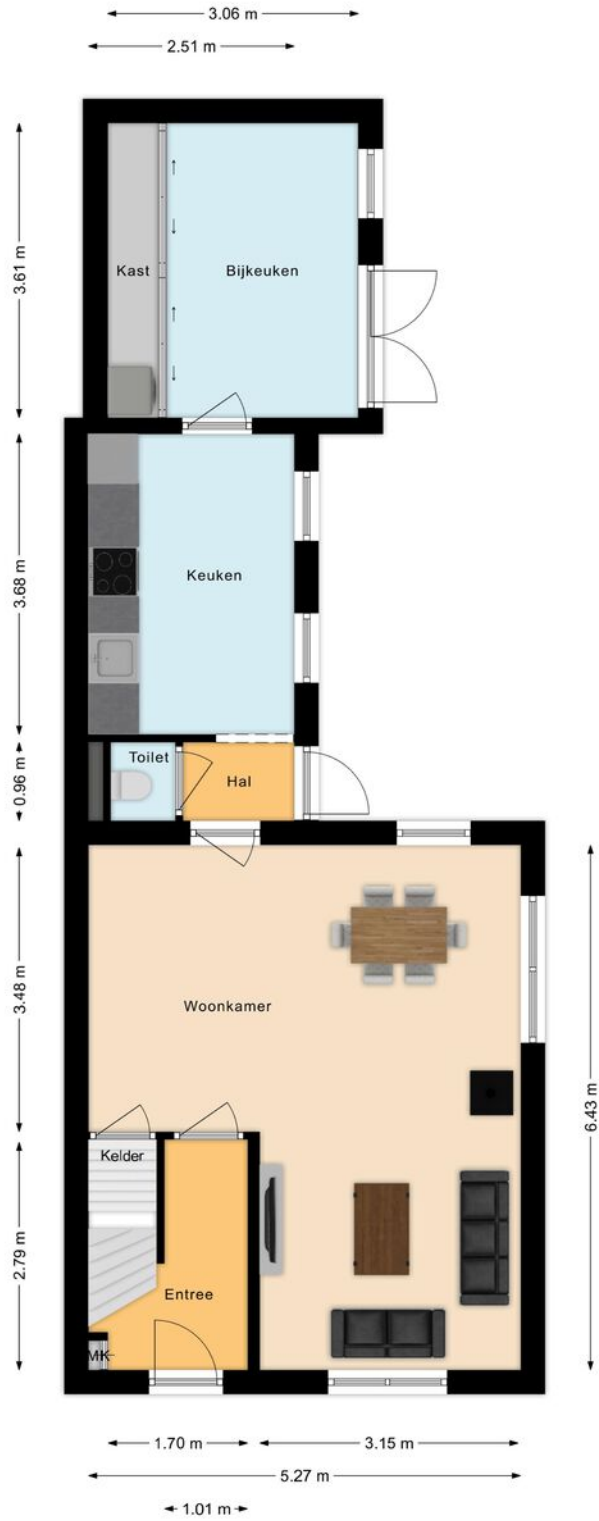 3.06 m
2.51 m
3.61 m
Kast
Bijkeuken
3.68 m
Keuken
0.96 m
Toilet
Hal
3.48 m
Woonkamer
6.43 m
Kelder
2.79 m
Entree
MK
1.70 m
3.15 m
5.27 m
1.01 m